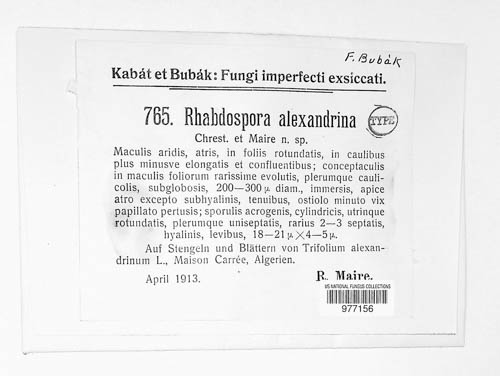 F. Bubák
Kabát et Bubák: Fungi imperfecti exsiccati.
765. Rhabdospora alexandrina
TYPE
Chrest. et Maire n. sp.
Maculis aridis, atris, in foliis rotundatis, in caulibus
plus minusve elongatis et confluentibus; conceptaculis
in maculis foliorum rarissime evolutis, plerumque cauli-
colis, subglobosis, 200—300 µ diam., immersis, apice
atro excepto subhyalinis, tenuibus, ostiolo minuto vix
papillato pertusis; sporulis acrogenis, cylindricis, utrinque
rotundatis, plerumque uniseptatis, rarius 2—3 septatis,
hyalinis, levibus, 18—21 µ × 4—5 µ.
Auf Stengeln und Blättern von Trifolium alexan-
drinum L., Maison Carrée, Algerien.
April 1913.
R. Maire.
US NATIONAL FUNGUS COLLECTIONS
977156